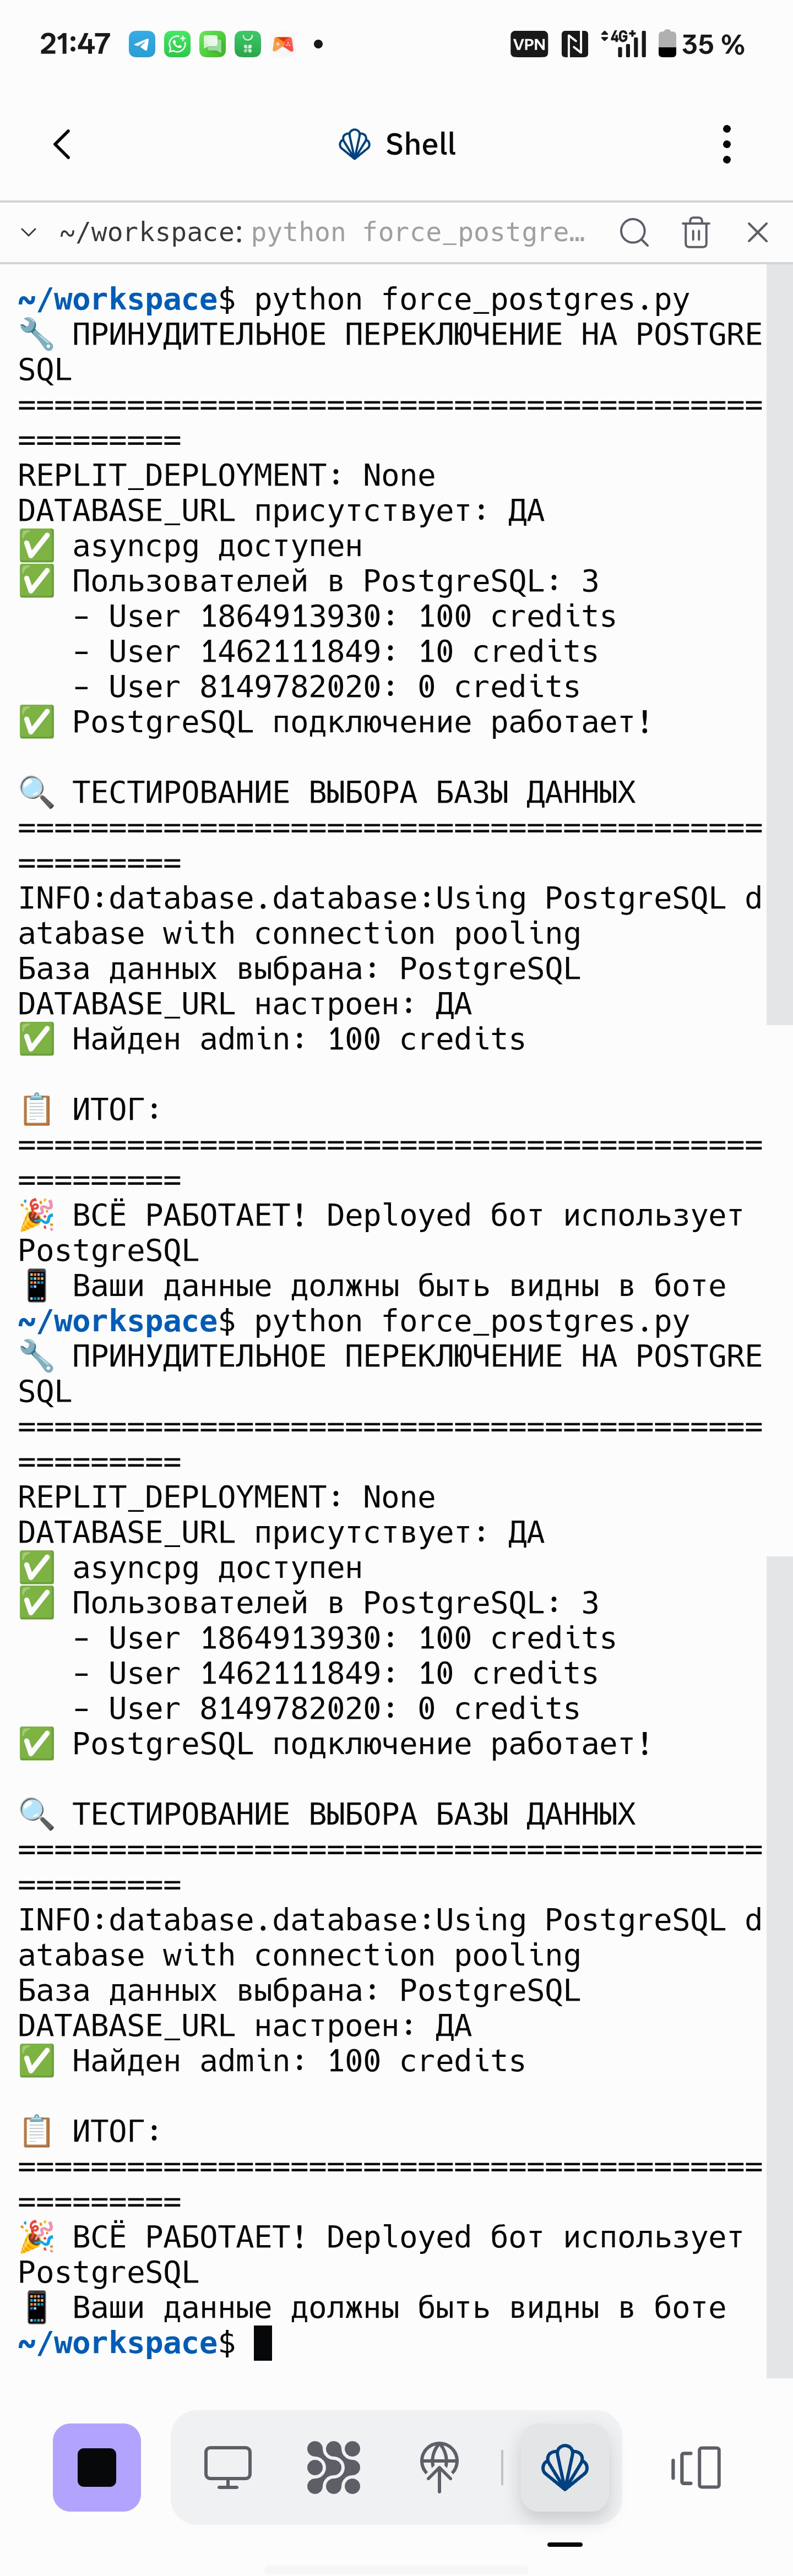 21:47
VPN 4G+ 35 %
Shell
~/workspace: python force_postgre…
~/workspace$ python force_postgres.py
🔧 ПРИНУДИТЕЛЬНОЕ ПЕРЕКЛЮЧЕНИЕ НА POSTGRE
SQL
=========================================
=========
REPLIT_DEPLOYMENT: None
DATABASE_URL присутствует: ДА
✅ asyncpg доступен
✅ Пользователей в PostgreSQL: 3
- User 1864913930: 100 credits
- User 1462111849: 10 credits
- User 8149782020: 0 credits
✅ PostgreSQL подключение работает!
🔍 ТЕСТИРОВАНИЕ ВЫБОРА БАЗЫ ДАННЫХ
=========================================
=========
INFO:database.database:Using PostgreSQL d
atabase with connection pooling
База данных выбрана: PostgreSQL
DATABASE_URL настроен: ДА
✅ Найден admin: 100 credits
📋 ИТОГ:
=========================================
=========
🎉 ВСЁ РАБОТАЕТ! Deployed бот использует
PostgreSQL
📱 Ваши данные должны быть видны в боте
~/workspace$ python force_postgres.py
🔧 ПРИНУДИТЕЛЬНОЕ ПЕРЕКЛЮЧЕНИЕ НА POSTGRE
SQL
=========================================
=========
REPLIT_DEPLOYMENT: None
DATABASE_URL присутствует: ДА
✅ asyncpg доступен
✅ Пользователей в PostgreSQL: 3
- User 1864913930: 100 credits
- User 1462111849: 10 credits
- User 8149782020: 0 credits
✅ PostgreSQL подключение работает!
🔍 ТЕСТИРОВАНИЕ ВЫБОРА БАЗЫ ДАННЫХ
=========================================
=========
INFO:database.database:Using PostgreSQL d
atabase with connection pooling
База данных выбрана: PostgreSQL
DATABASE_URL настроен: ДА
✅ Найден admin: 100 credits
📋 ИТОГ:
=========================================
=========
🎉 ВСЁ РАБОТАЕТ! Deployed бот использует
PostgreSQL
📱 Ваши данные должны быть видны в боте
~/workspace$